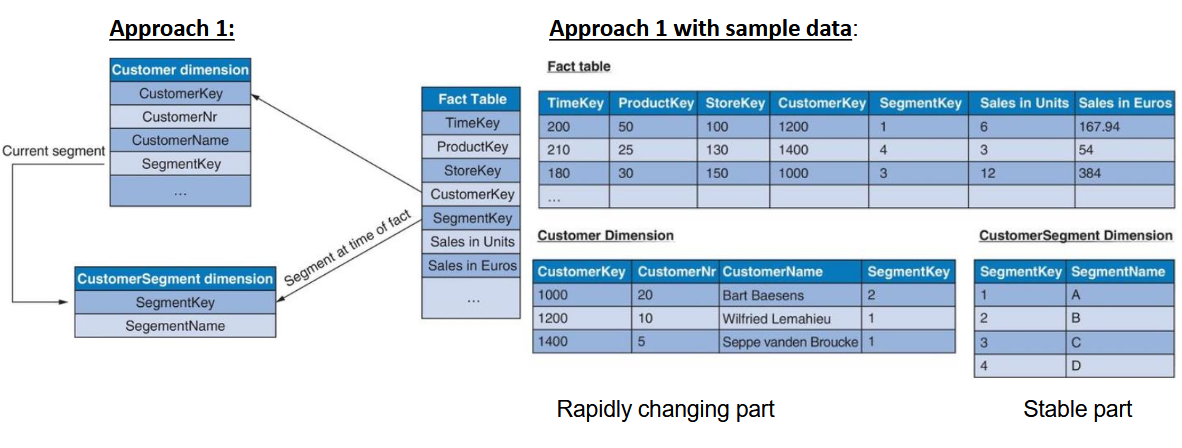 Approach 1:
Customer dimension
CustomerKey
CustomerNr
CustomerName
SegmentKey
...
Current segment
CustomerSegment dimension
SegmentKey
SegementName
Fact Table
TimeKey
ProductKey
StoreKey
CustomerKey
SegmentKey
Sales in Units
Sales in Euros
...
Segment at time of fact
Approach 1 with sample data:
Fact table
TimeKey ProductKey StoreKey CustomerKey SegmentKey Sales in Units Sales in Euros
200 50 100 1200 1 6 167.94
210 25 130 1400 4 3 54
180 30 150 1000 3 12 384
...
Customer Dimension
CustomerKey CustomerNr CustomerName SegmentKey
1000 20 Bart Baesens 2
1200 10 Wilfried Lemahieu 1
1400 5 Seppe vanden Broucke 1
Rapidly changing part
CustomerSegment Dimension
SegmentKey SegmentName
1 A
2 B
3 C
4 D
Stable part